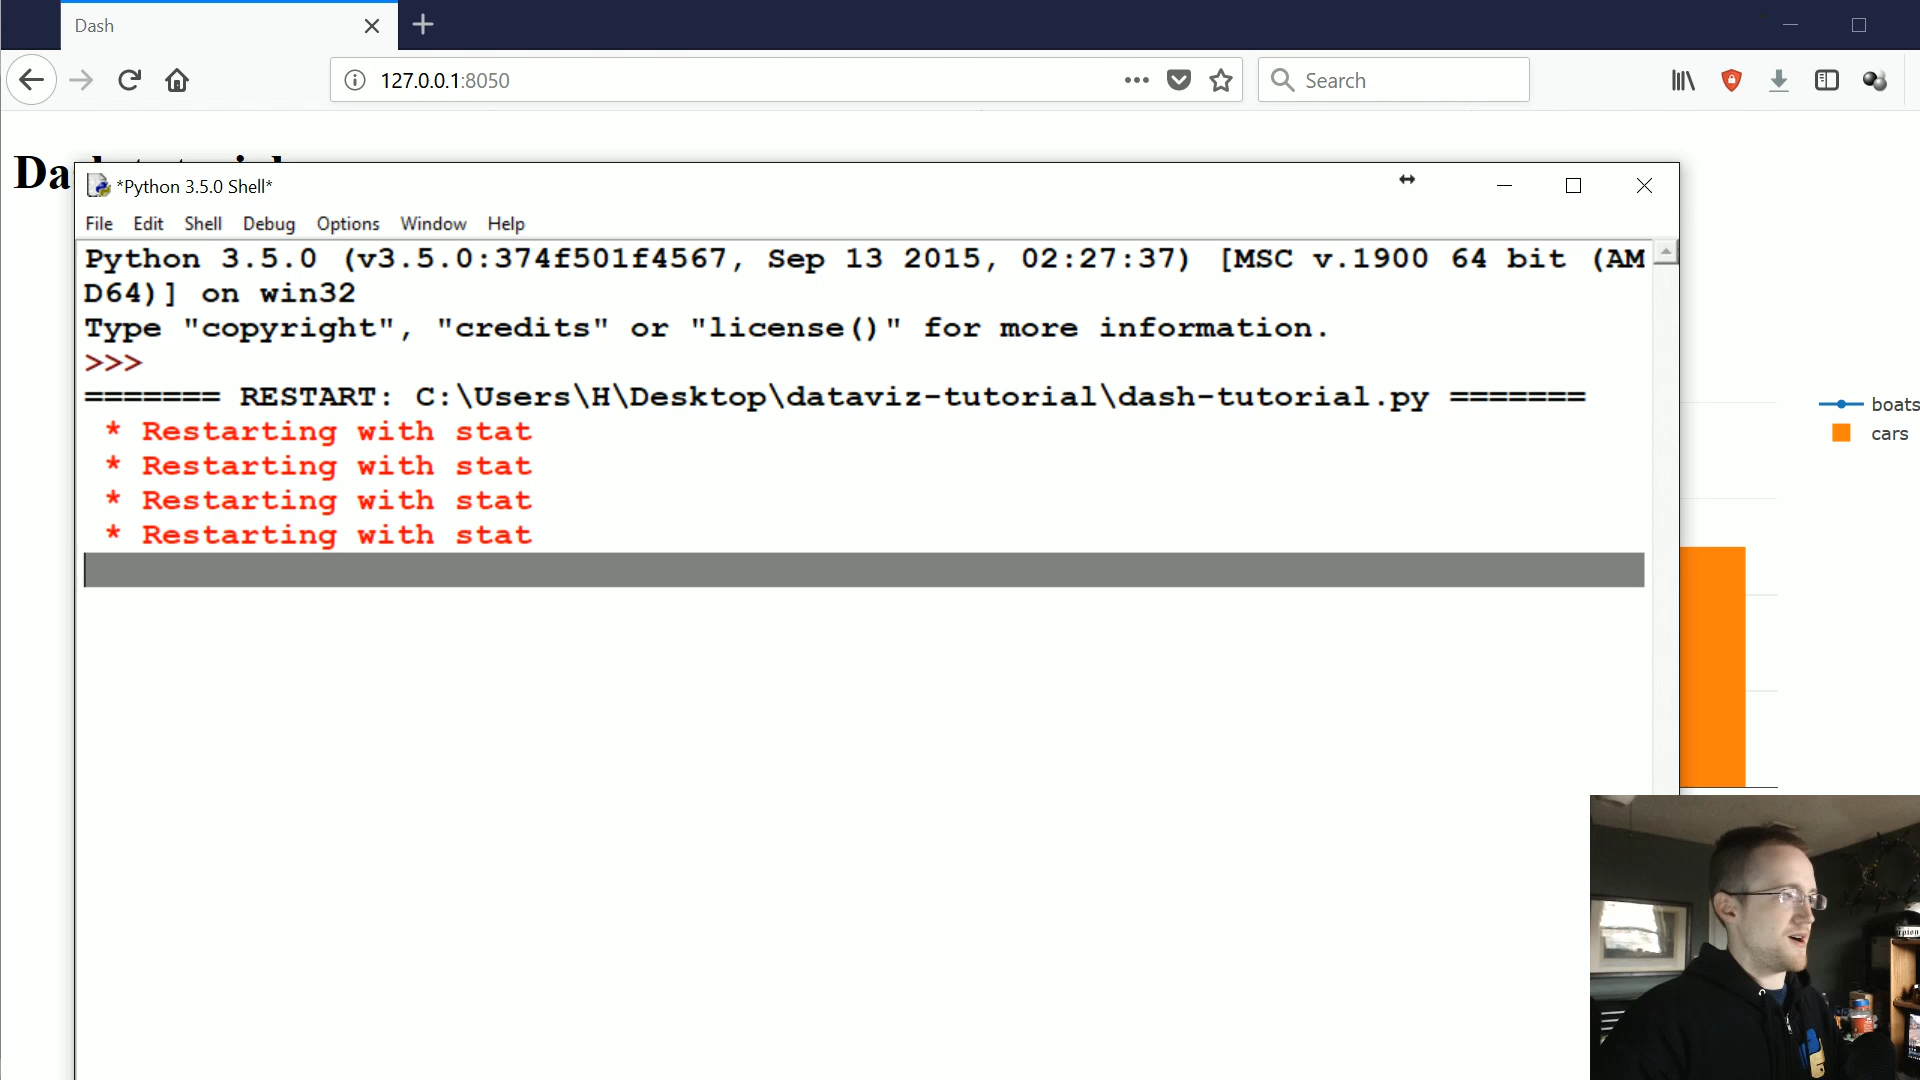 Dash
127.0.0.1:8050
Search
*Python 3.5.0 Shell*
File Edit Shell Debug Options Window Help
Python 3.5.0 (v3.5.0:374f501f4567, Sep 13 2015, 02:27:37) [MSC v.1900 64 bit (AM
D64)] on win32
Type "copyright", "credits" or "license()" for more information.
>>>
======= RESTART: C:\Users\H\Desktop\dataviz-tutorial\dash-tutorial.py =======
* Restarting with stat
* Restarting with stat
* Restarting with stat
* Restarting with stat
boats
cars